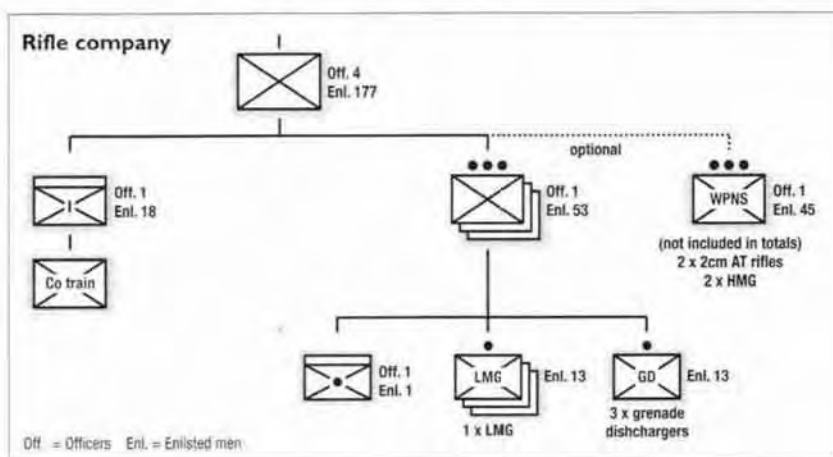 Rifle company
Off. 4
Enl. 177
optional
I
Off. 1
Enl. 18
Off. 1
Enl. 53
WPNS
Off. 1
Enl. 45
(not included in totals)
2 x 2cm AT rifles
2 x HMG
Co train
Off. 1
Enl. 1
LMG
Enl. 13
GD
Enl. 13
1 x LMG
3 x grenade
dishchargers
Off. = Officers Enl. = Enlisted men